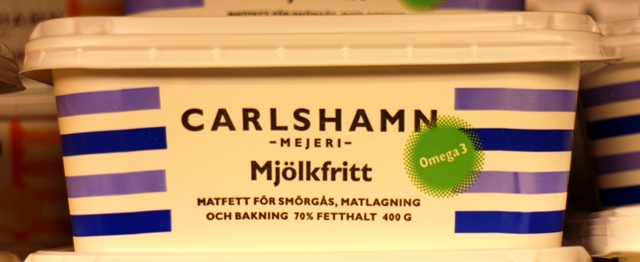 CARLSHAMN
–MEJERI–
Mjölkfritt
Omega 3
MATFETT FÖR SMÖRGÅS, MATLAGNING
OCH BAKNING 70% FETTHALT 400 G